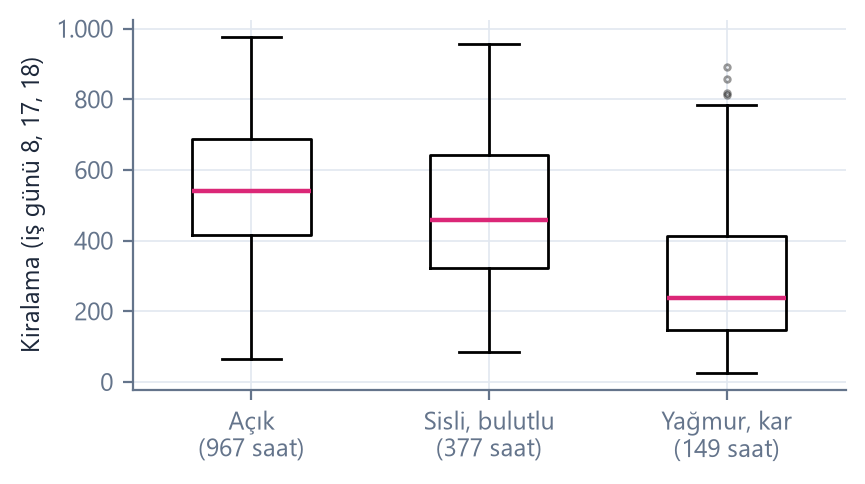 Kiralama (iş günü 8, 17, 18)
1.000
800
600
400
200
0
Açık
(967 saat)
Sisli, bulutlu
(377 saat)
Yağmur, kar
(149 saat)